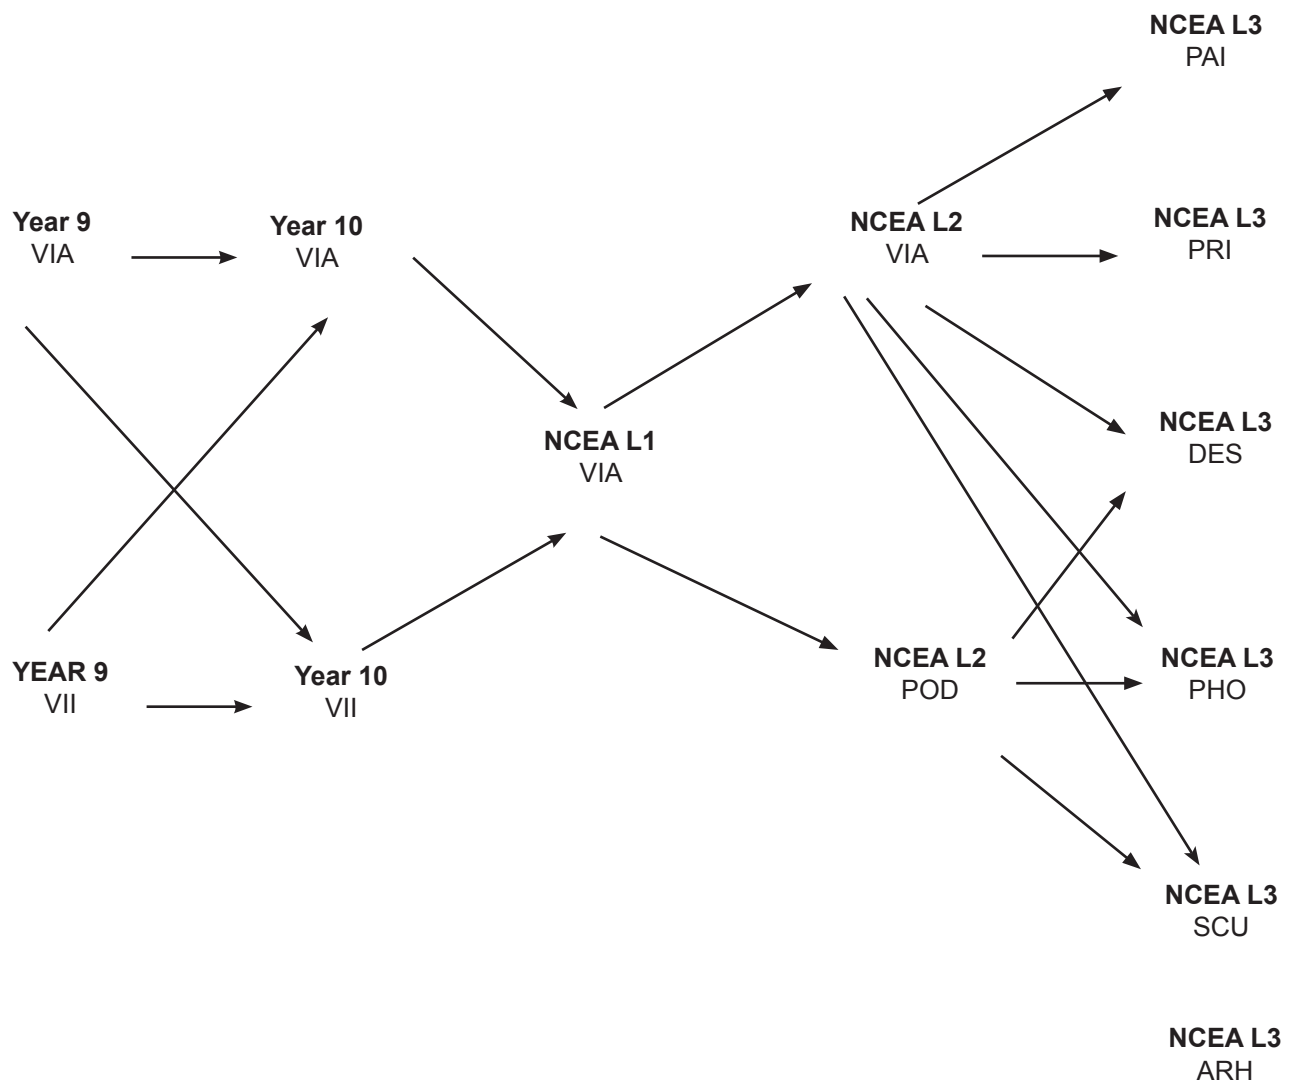 NCEA L3
PAI
Year 9
VIA
Year 10
VIA
NCEA L2
VIA
NCEA L3
PRI
NCEA L1
VIA
NCEA L3
DES
YEAR 9
VII
Year 10
VII
NCEA L2
POD
NCEA L3
PHO
NCEA L3
SCU
NCEA L3
ARH